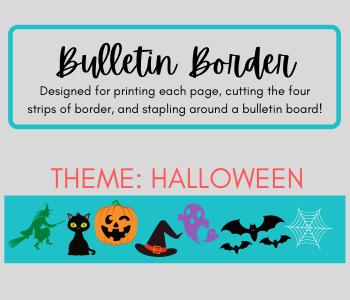 Bulletin Border
Designed for printing each page, cutting the four
strips of border, and stapling around a bulletin board!
THEME: HALLOWEEN